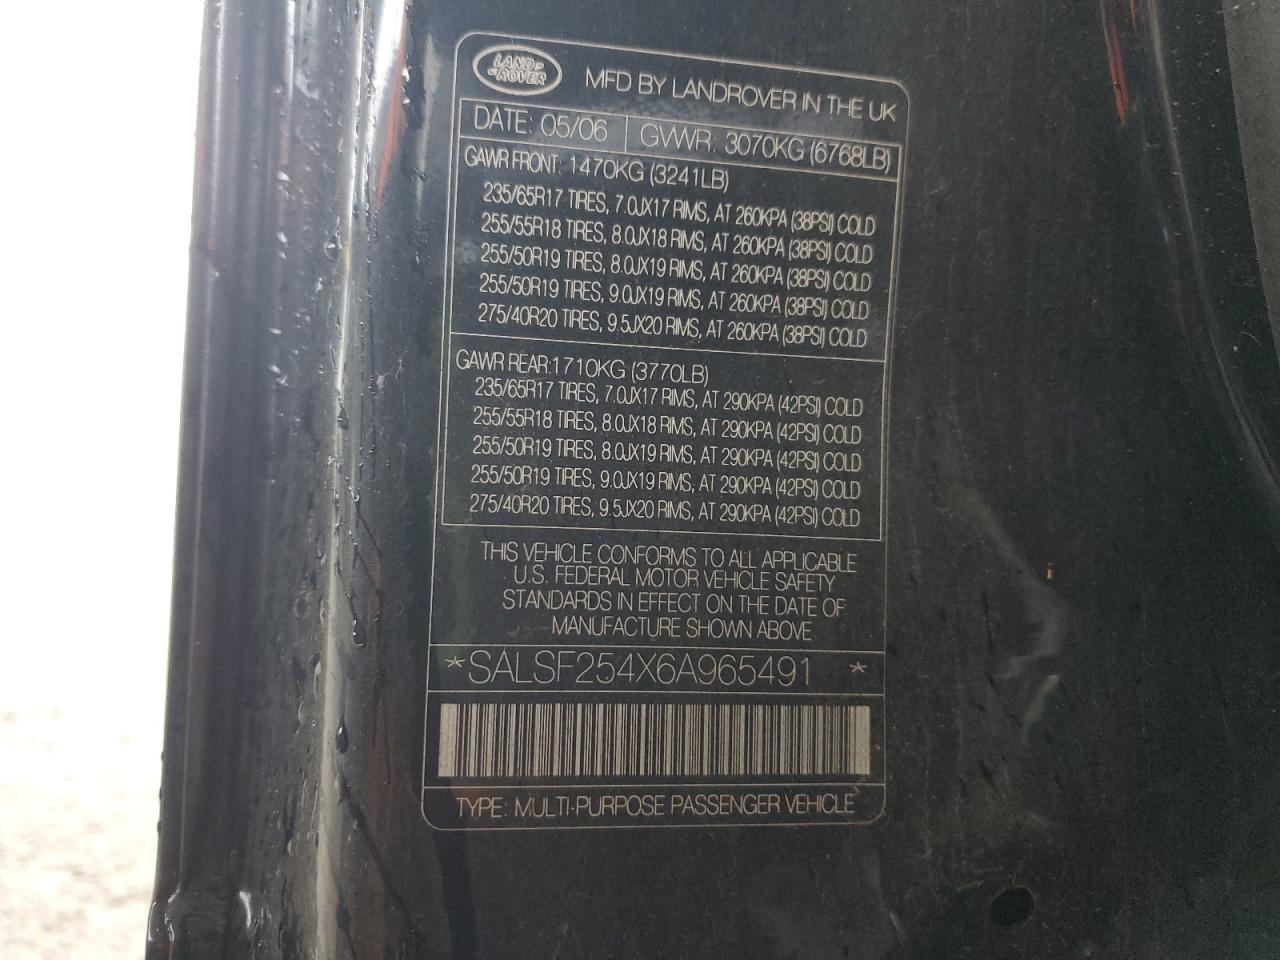 LAND-
-ROVER
MFD BY LANDROVER IN THE UK
DATE: 05/06 GVWR: 3070KG (6768LB)
GAWR FRONT: 1470KG (3241LB)
235/65R17 TIRES, 7.0JX17 RIMS, AT 260KPA (38PSI) COLD
255/55R18 TIRES, 8.0JX18 RIMS, AT 260KPA (38PSI) COLD
255/50R19 TIRES, 8.0JX19 RIMS, AT 260KPA (38PSI) COLD
255/50R19 TIRES, 9.0JX19 RIMS, AT 260KPA (38PSI) COLD
275/40R20 TIRES, 9.5JX20 RIMS, AT 260KPA (38PSI) COLD
GAWR REAR:1710KG (3770LB)
235/65R17 TIRES, 7.0JX17 RIMS, AT 290KPA (42PSI) COLD
255/55R18 TIRES, 8.0JX18 RIMS, AT 290KPA (42PSI) COLD
255/50R19 TIRES, 8.0JX19 RIMS, AT 290KPA (42PSI) COLD
255/50R19 TIRES, 9.0JX19 RIMS, AT 290KPA (42PSI) COLD
275/40R20 TIRES, 9.5JX20 RIMS, AT 290KPA (42PSI) COLD
THIS VEHICLE CONFORMS TO ALL APPLICABLE
U.S. FEDERAL MOTOR VEHICLE SAFETY
STANDARDS IN EFFECT ON THE DATE OF
MANUFACTURE SHOWN ABOVE
*SALSF254X6A965491 *
TYPE: MULTI-PURPOSE PASSENGER VEHICLE